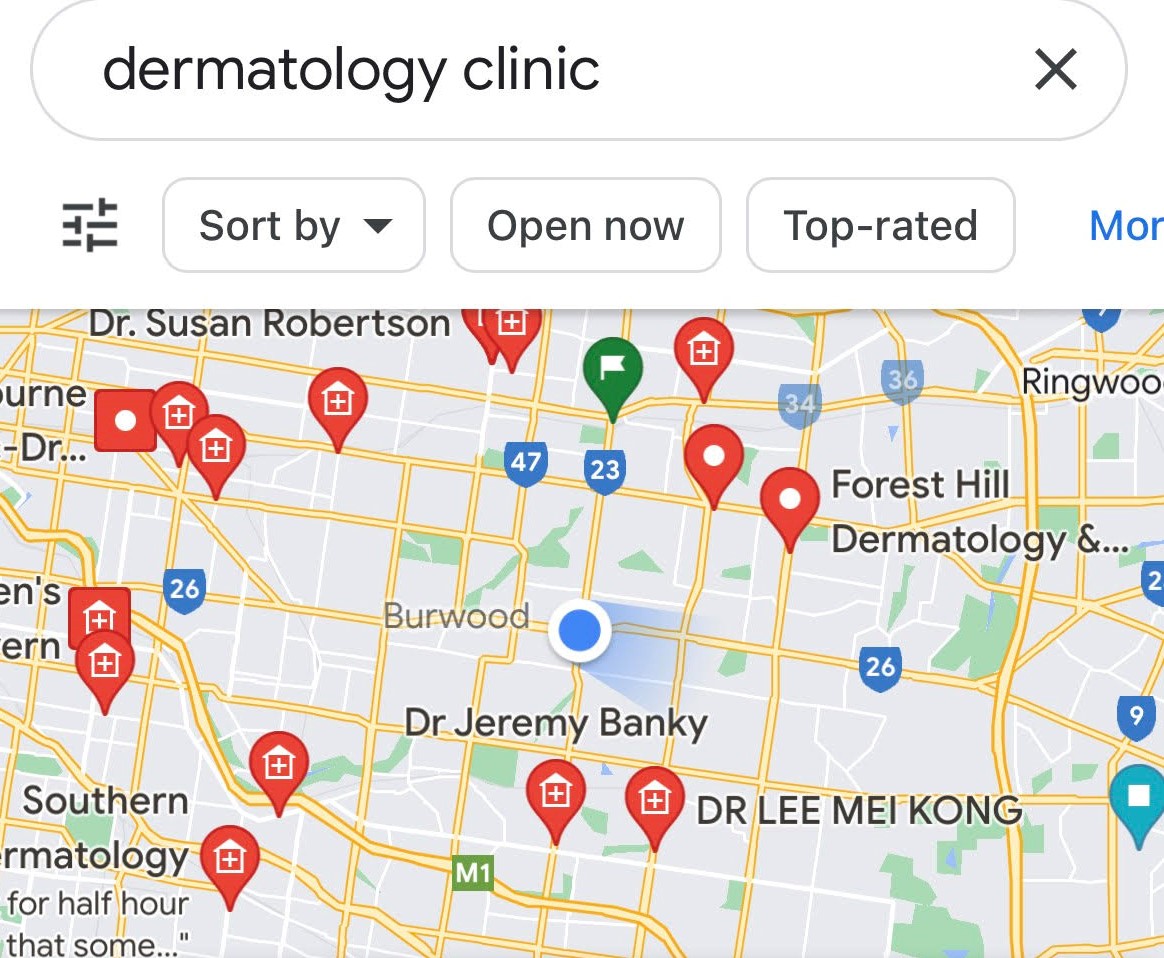 dermatology clinic
Sort by
Open now
Top-rated
Mor
Dr. Susan Robertson
36
34
Ringwoo
urne
-Dr...
47
23
Forest Hill
Dermatology &...
en's
ern
26
Burwood
26
2
9
Dr Jeremy Banky
Southern
rmatology
for half hour
that some..."
DR LEE MEI KONG
M1